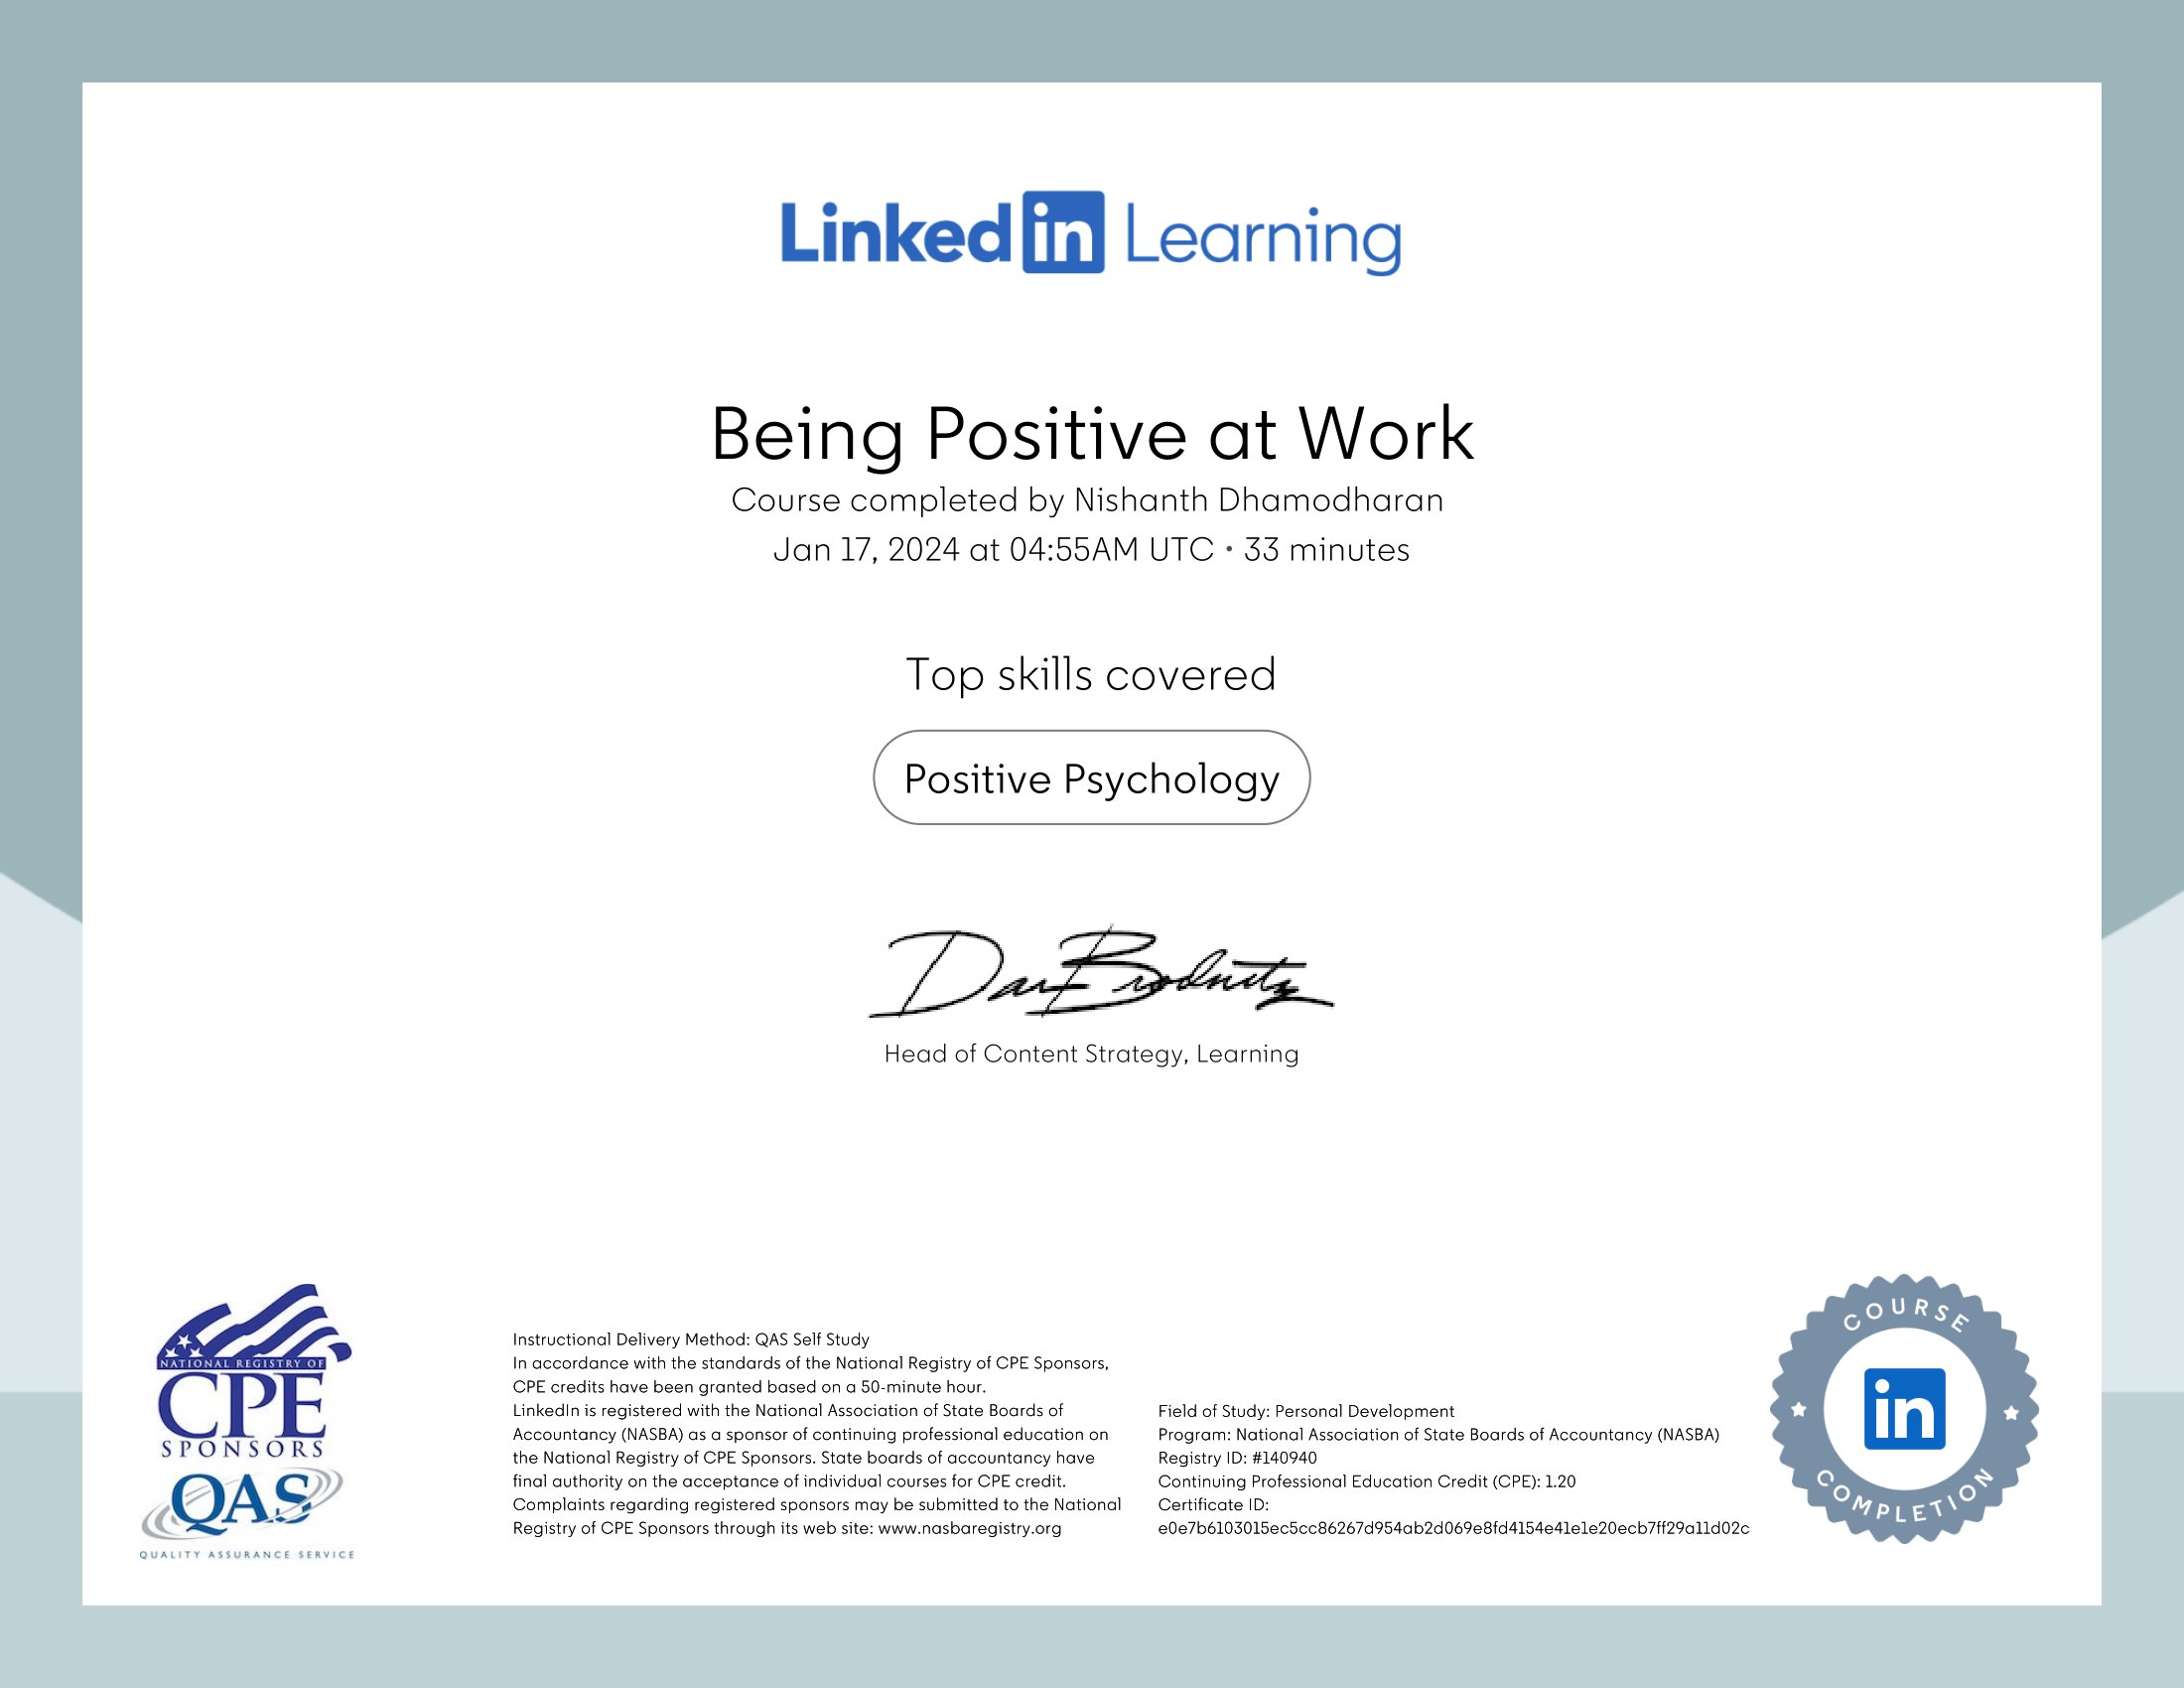 Linked in Learning
Being Positive at Work
Course completed by Nishanth Dhamodharan
Jan 17, 2024 at 04:55AM UTC • 33 minutes
Top skills covered
Positive Psychology
Dan Brodnitz
Head of Content Strategy, Learning
NATIONAL REGISTRY OF
CPE
SPONSORS
QAS
QUALITY ASSURANCE SERVICE
Instructional Delivery Method: QAS Self Study
In accordance with the standards of the National Registry of CPE Sponsors,
CPE credits have been granted based on a 50-minute hour.
LinkedIn is registered with the National Association of State Boards of
Accountancy (NASBA) as a sponsor of continuing professional education on
the National Registry of CPE Sponsors. State boards of accountancy have
final authority on the acceptance of individual courses for CPE credit.
Complaints regarding registered sponsors may be submitted to the National
Registry of CPE Sponsors through its web site: www.nasbaregistry.org
Field of Study: Personal Development
Program: National Association of State Boards of Accountancy (NASBA)
Registry ID: #140940
Continuing Professional Education Credit (CPE): 1.20
Certificate ID:
e0e7b6103015ec5cc86267d954ab2d069e8fd4154e41e1e20ecb7ff29a11d02c
COURSE
in
COMPLETION